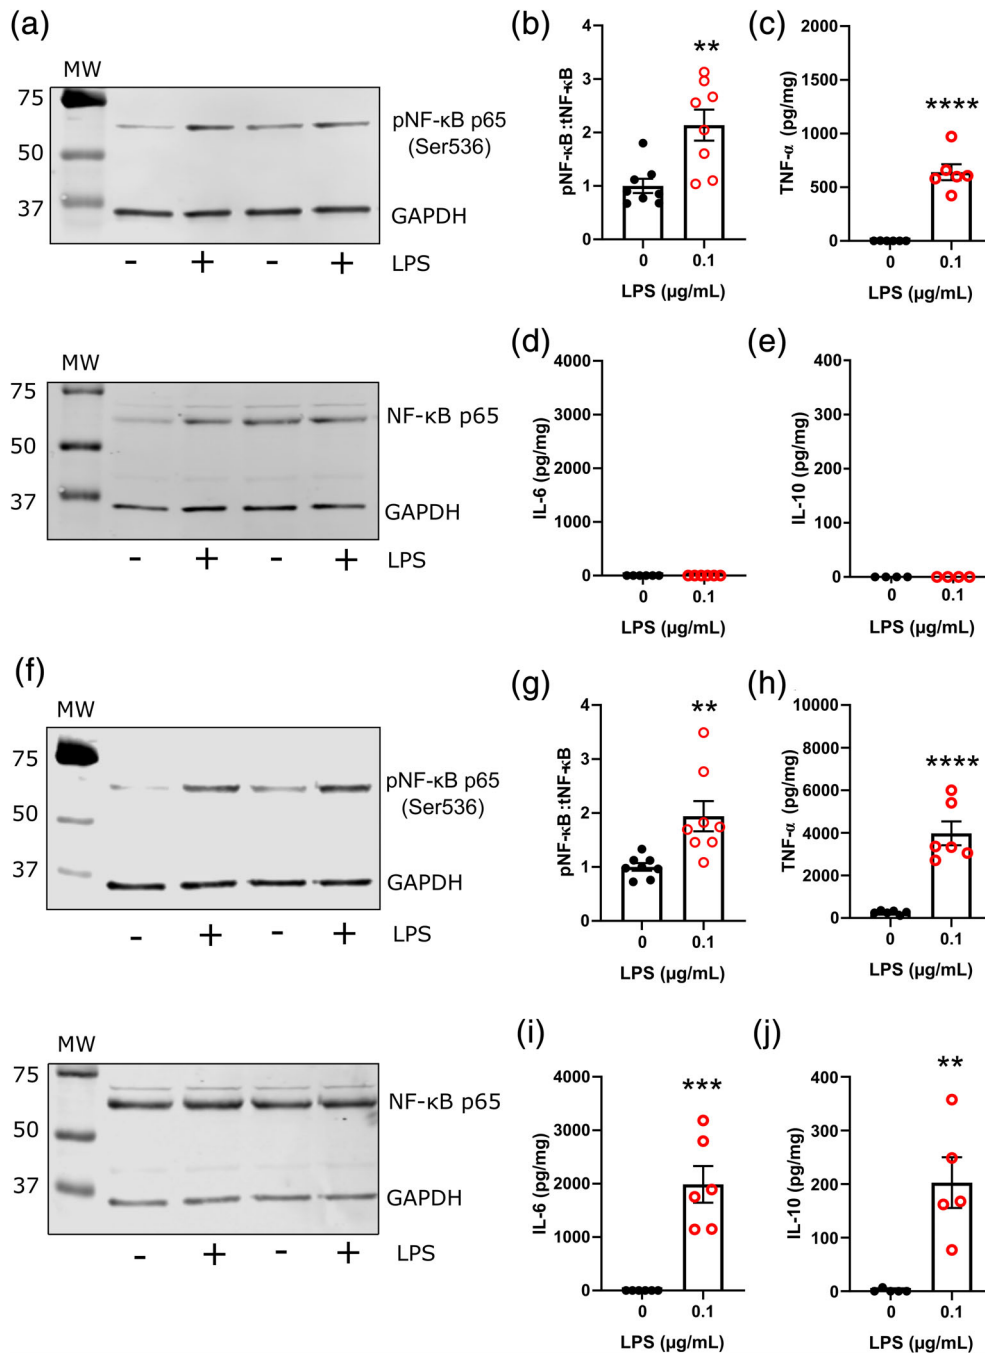 (a)
MW
75
50
37
pNF-κB p65
(Ser536)
GAPDH
- + - + LPS
MW
75
50
37
NF-κB p65
GAPDH
- + - + LPS
(b)
pNF-κB :tNF-κB
4
3
2
1
0
**
0 0.1
LPS (µg/mL)
(c)
TNF-α (pg/mg)
2000
1500
1000
500
0
****
0 0.1
LPS (µg/mL)
(d)
IL-6 (pg/mg)
4000
3000
2000
1000
0
0 0.1
LPS (µg/mL)
(e)
IL-10 (pg/mg)
400
300
200
100
0
0 0.1
LPS (µg/mL)
(f)
MW
75
50
37
pNF-κB p65
(Ser536)
GAPDH
- + - + LPS
MW
75
50
37
NF-κB p65
GAPDH
- + - + LPS
(g)
pNF-κB :tNF-κB
4
3
2
1
0
**
0 0.1
LPS (µg/mL)
(h)
TNF-α (pg/mg)
10000
8000
6000
4000
2000
0
****
0 0.1
LPS (µg/mL)
(i)
IL-6 (pg/mg)
4000
3000
2000
1000
0
***
0 0.1
LPS (µg/mL)
(j)
IL-10 (pg/mg)
400
300
200
100
0
**
0 0.1
LPS (µg/mL)